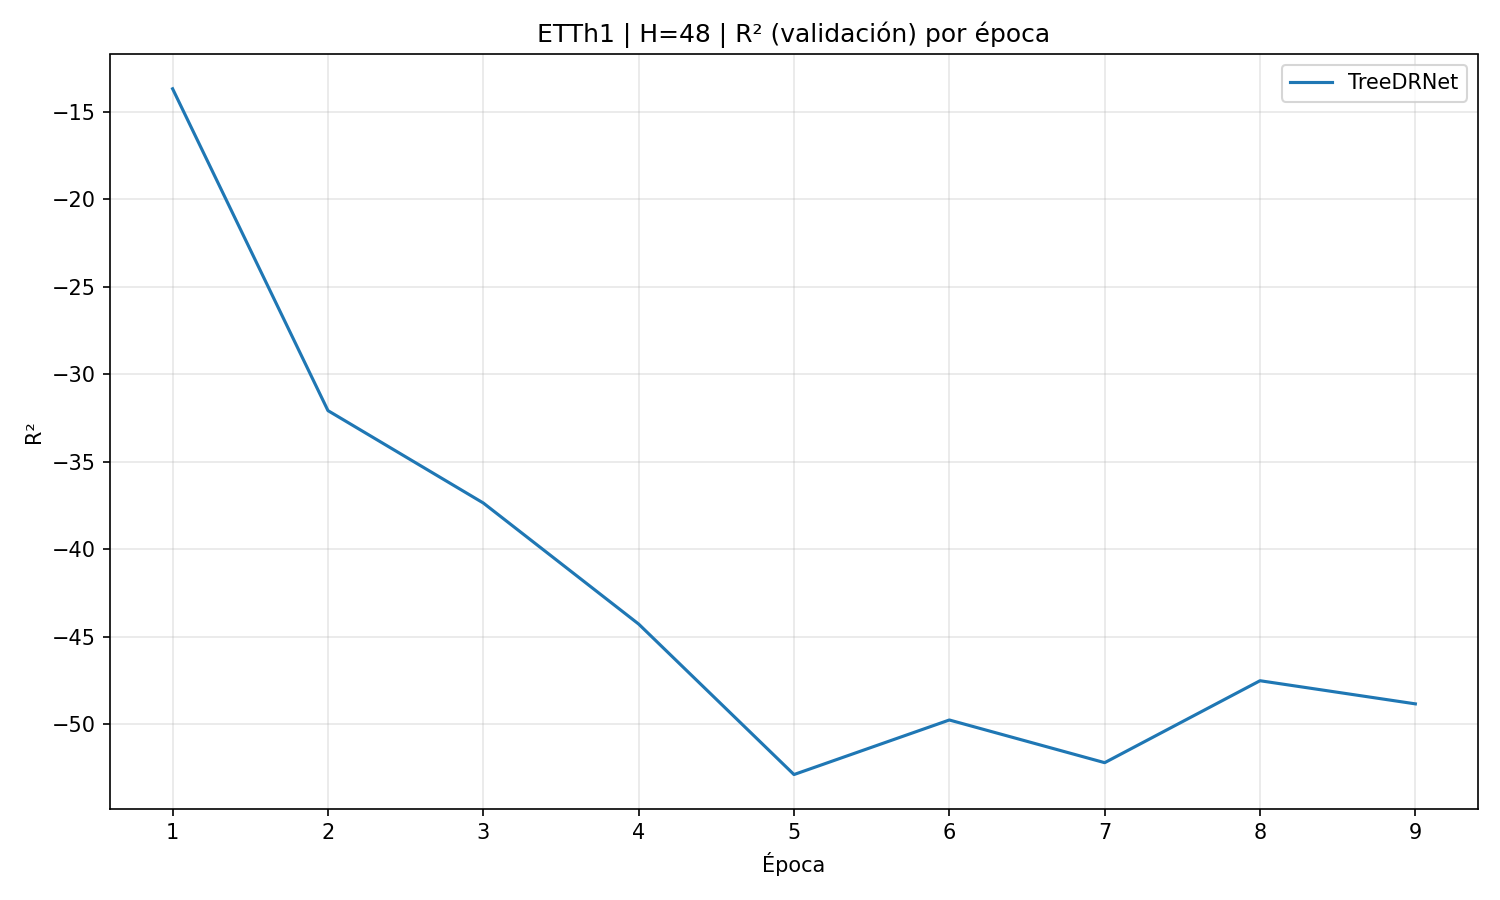 ETTh1 | H=48 | R² (validación) por época
TreeDRNet
−15
−20
−25
−30
−35
−40
−45
−50
R²
1 2 3 4 5 6 7 8 9
Época